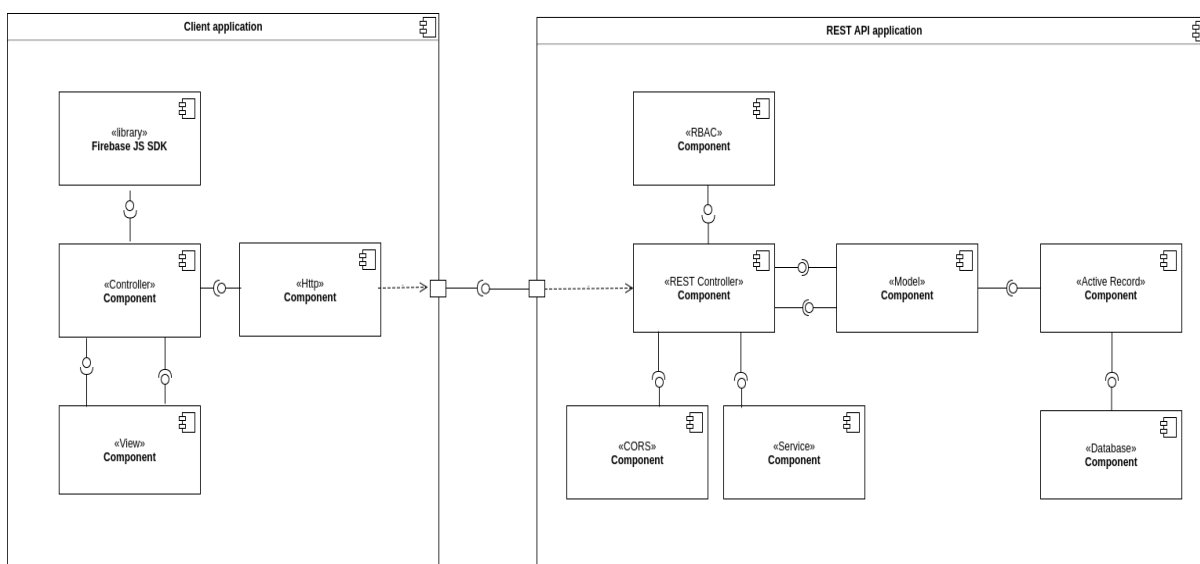 Client application
«library»
Firebase JS SDK
«Controller»
Component
«Http»
Component
«View»
Component
REST API application
«RBAC»
Component
«REST Controller»
Component
«Model»
Component
«Active Record»
Component
«CORS»
Component
«Service»
Component
«Database»
Component